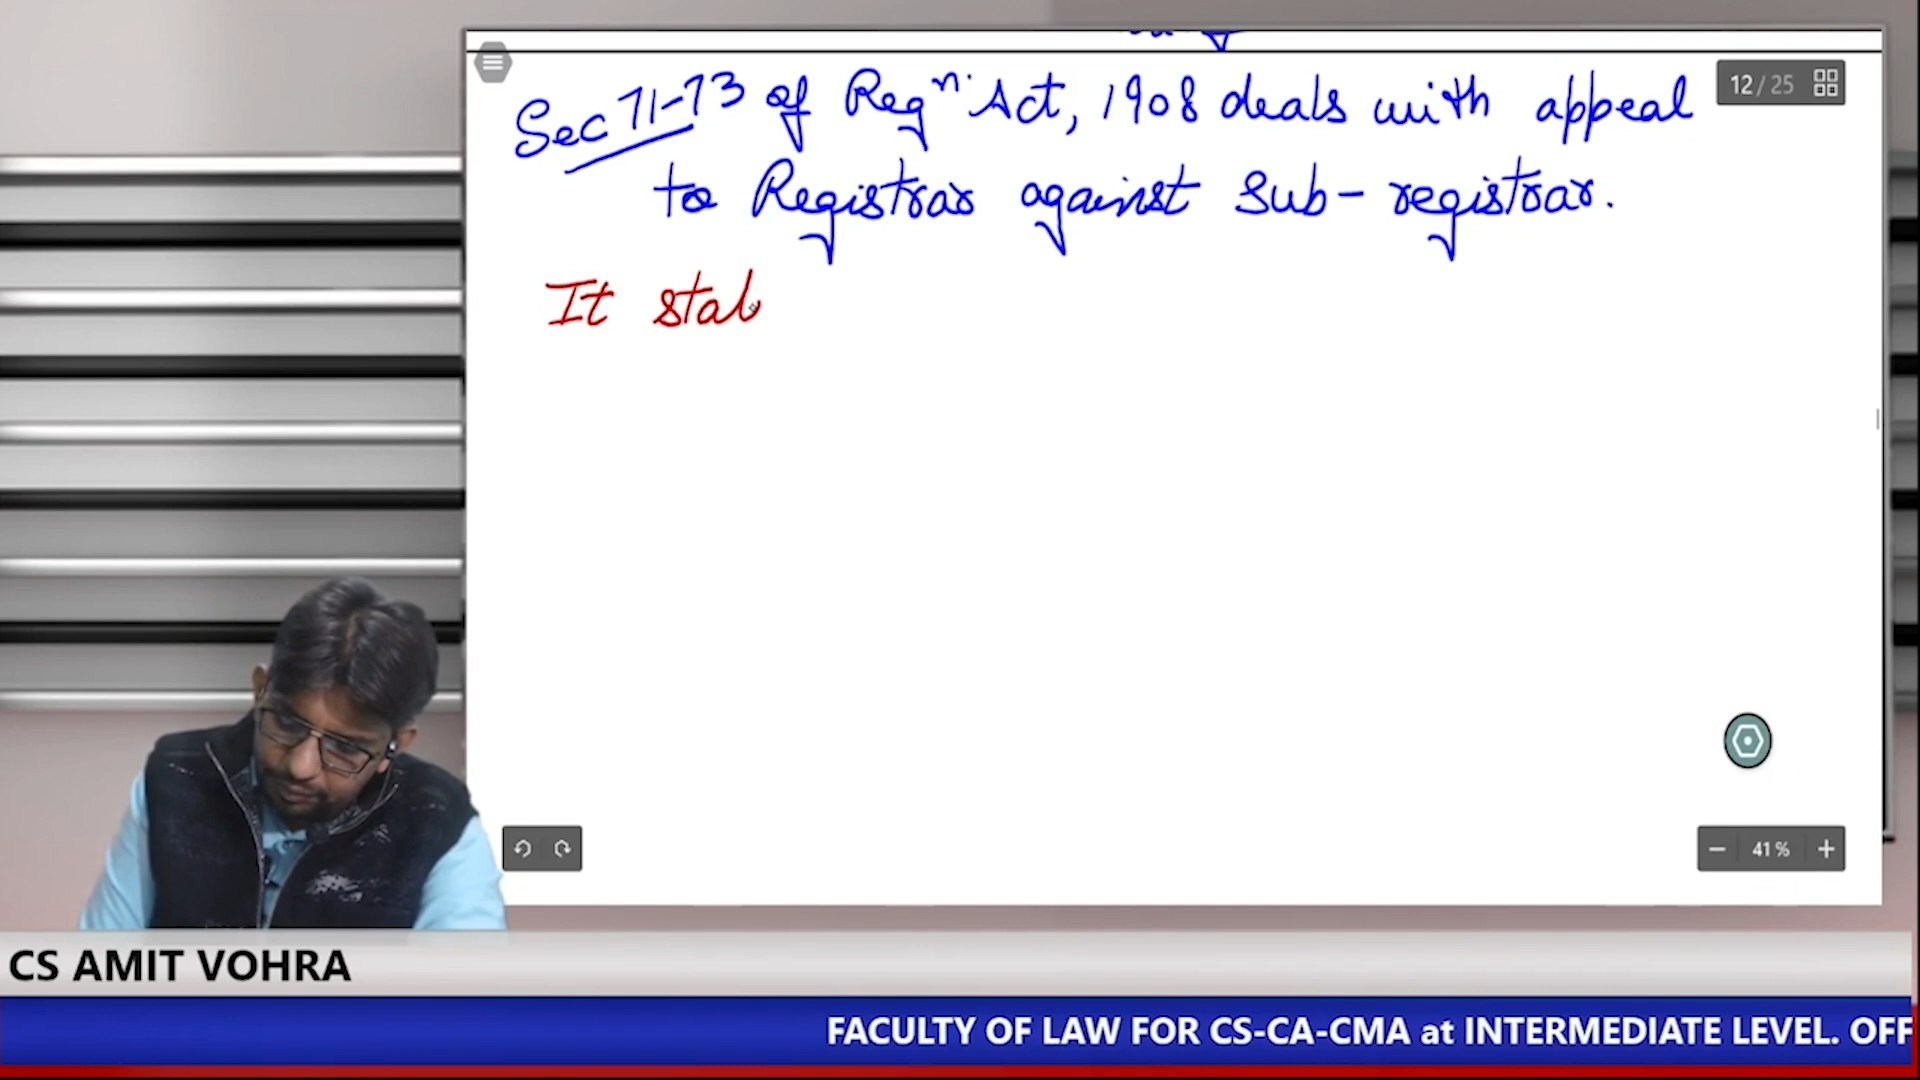 Sec 71-73 of Regⁿ. Act, 1908 deals with appeal
to Registrar against Sub-registrar.
It stat
12/25
41%
CS AMIT VOHRA
FACULTY OF LAW FOR CS-CA-CMA at INTERMEDIATE LEVEL. OFF